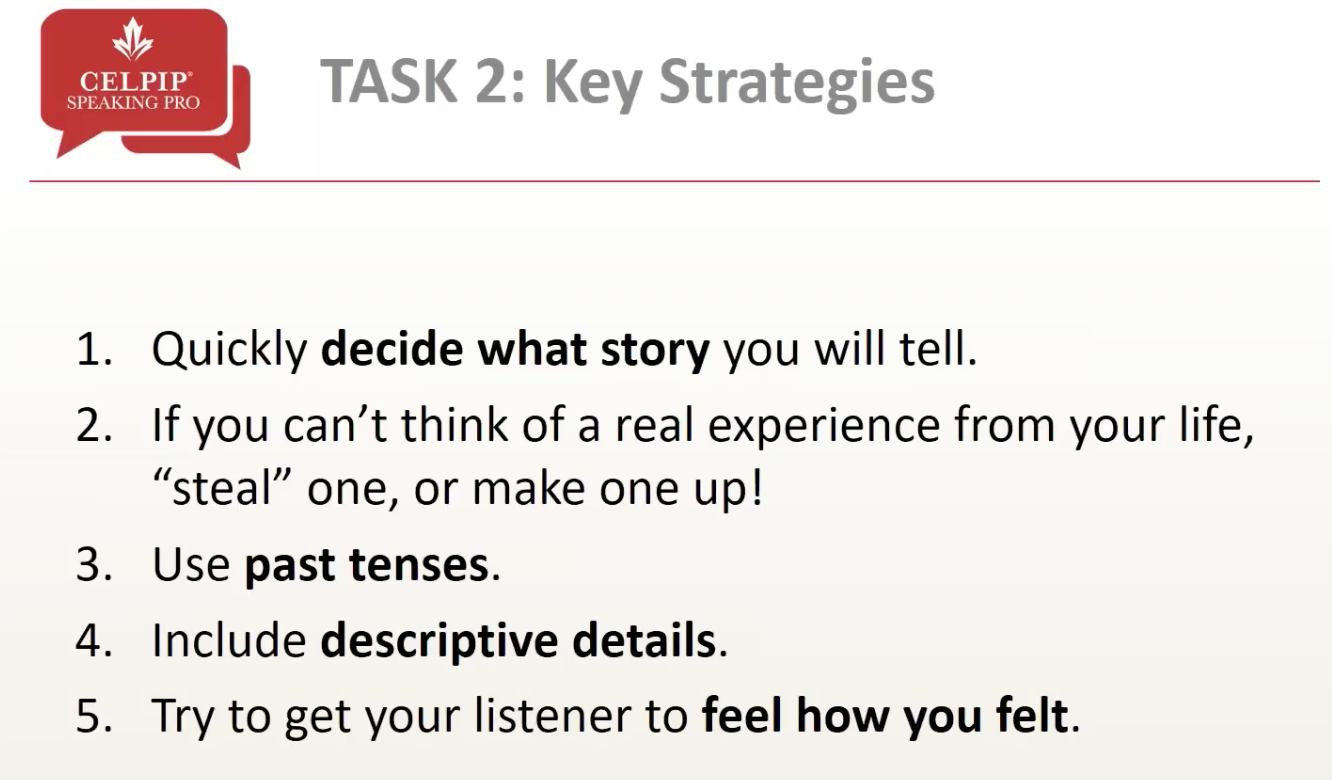 CELPIP®
SPEAKING PRO
TASK 2: Key Strategies
1. Quickly decide what story you will tell.
2. If you can’t think of a real experience from your life,
“steal” one, or make one up!
3. Use past tenses.
4. Include descriptive details.
5. Try to get your listener to feel how you felt.